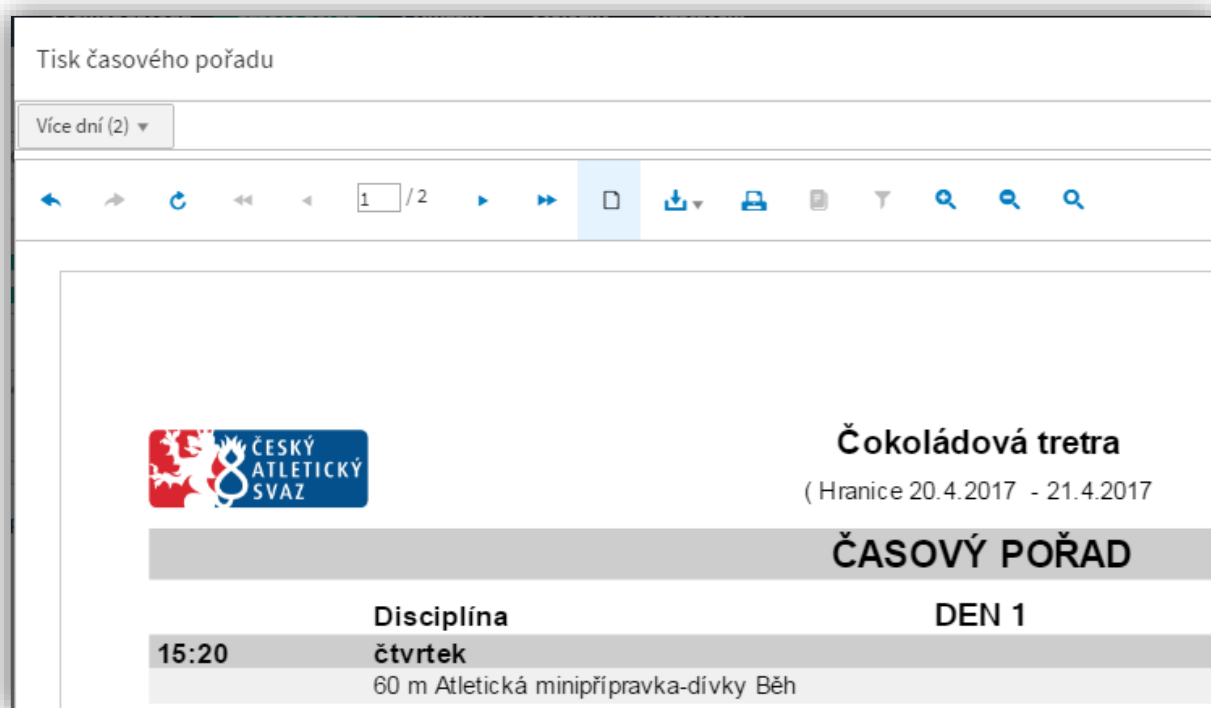 Tisk časového pořadu
Více dní (2)
1 / 2
ČESKÝ
ATLETICKÝ
SVAZ
Čokoládová tretra
( Hranice 20.4.2017 - 21.4.2017
ČASOVÝ POŘAD
Disciplína DEN 1
15:20 čtvrtek
60 m Atletická minipřípravka-dívky Běh